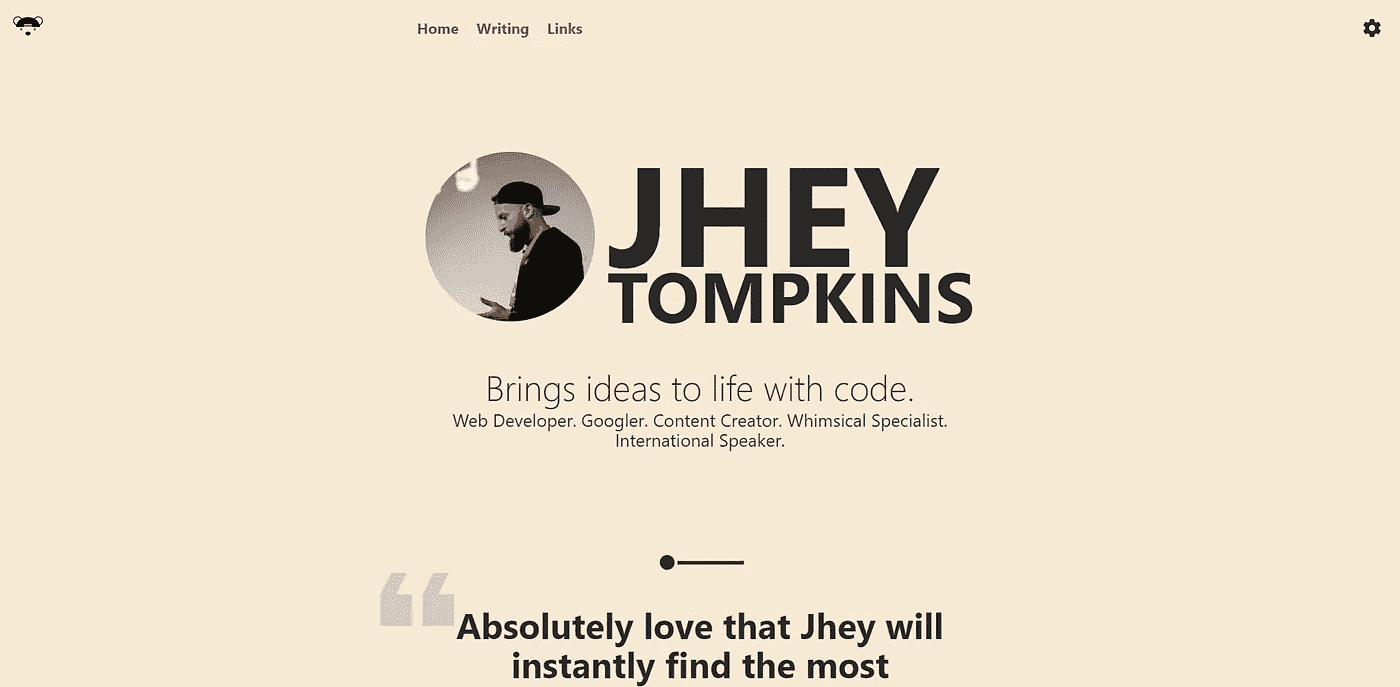 Home Writing Links
JHEY
TOMPKINS
Brings ideas to life with code.
Web Developer. Googler. Content Creator. Whimsical Specialist.
International Speaker.
“
Absolutely love that Jhey will
instantly find the most